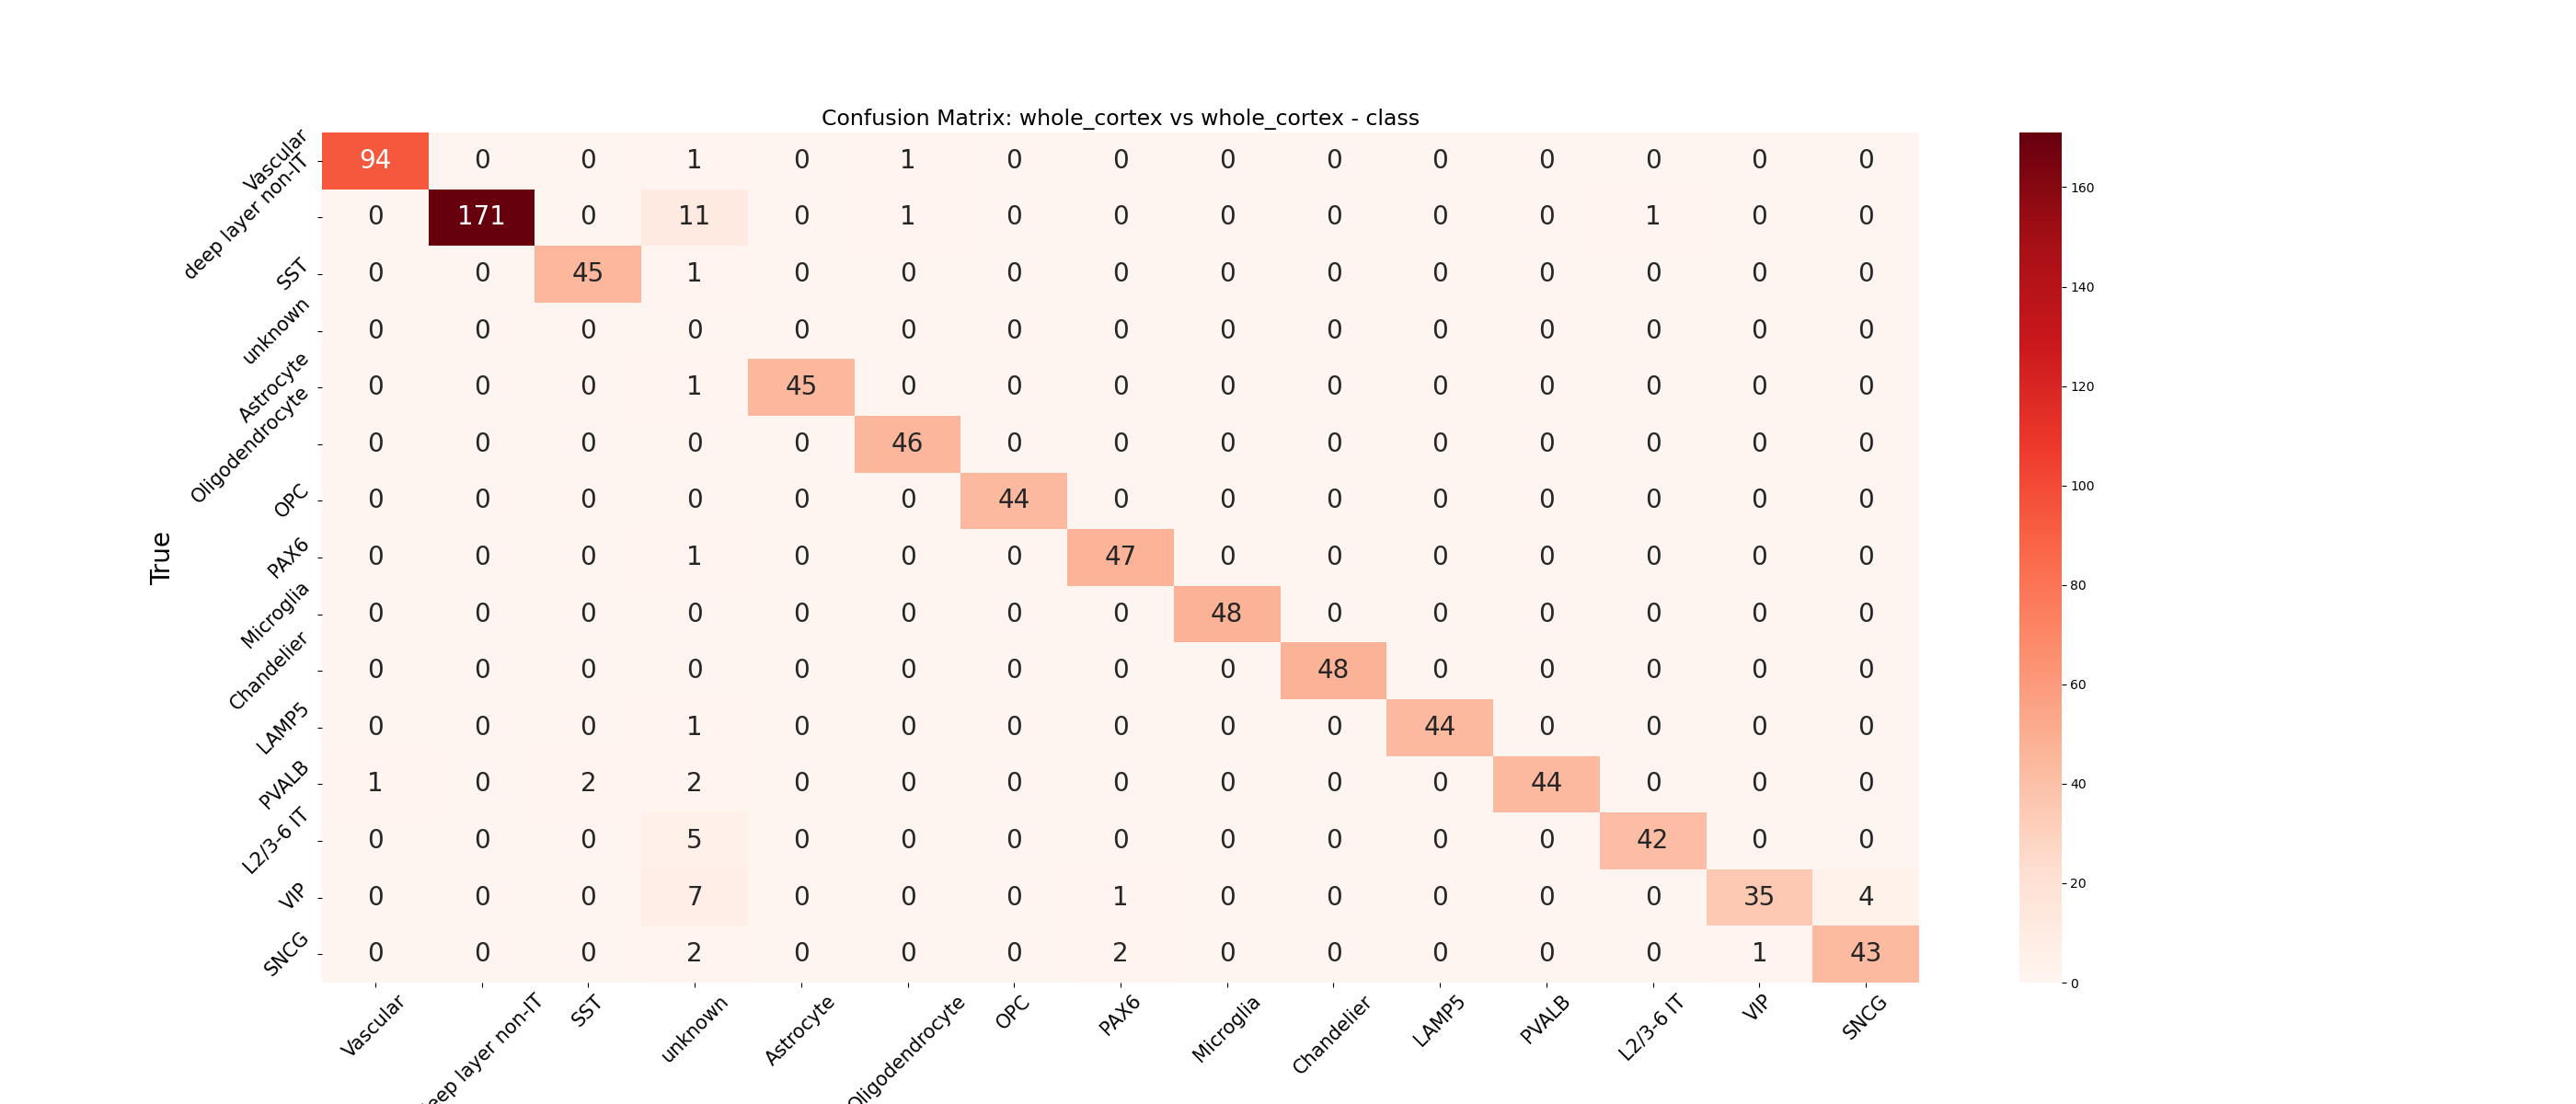 Confusion Matrix: whole_cortex vs whole_cortex - class
True
Vascular 94 0 0 1 0 1 0 0 0 0 0 0 0 0 0
deep layer non-IT 0 171 0 11 0 1 0 0 0 0 0 0 1 0 0
SST 0 0 45 1 0 0 0 0 0 0 0 0 0 0 0
unknown 0 0 0 0 0 0 0 0 0 0 0 0 0 0 0
Astrocyte 0 0 0 1 45 0 0 0 0 0 0 0 0 0 0
Oligodendrocyte 0 0 0 0 0 46 0 0 0 0 0 0 0 0 0
OPC 0 0 0 0 0 0 44 0 0 0 0 0 0 0 0
PAX6 0 0 0 1 0 0 0 47 0 0 0 0 0 0 0
Microglia 0 0 0 0 0 0 0 0 48 0 0 0 0 0 0
Chandelier 0 0 0 0 0 0 0 0 0 48 0 0 0 0 0
LAMP5 0 0 0 1 0 0 0 0 0 0 44 0 0 0 0
PVALB 1 0 2 2 0 0 0 0 0 0 0 44 0 0 0
L2/3-6 IT 0 0 0 5 0 0 0 0 0 0 0 0 42 0 0
VIP 0 0 0 7 0 0 0 1 0 0 0 0 0 35 4
SNCG 0 0 0 2 0 0 0 2 0 0 0 0 0 1 43
Vascular eep layer non-IT SST unknown Astrocyte Oligodendrocyte OPC PAX6 Microglia Chandelier LAMP5 PVALB L2/3-6 IT VIP SNCG
160
140
120
100
80
60
40
20
0